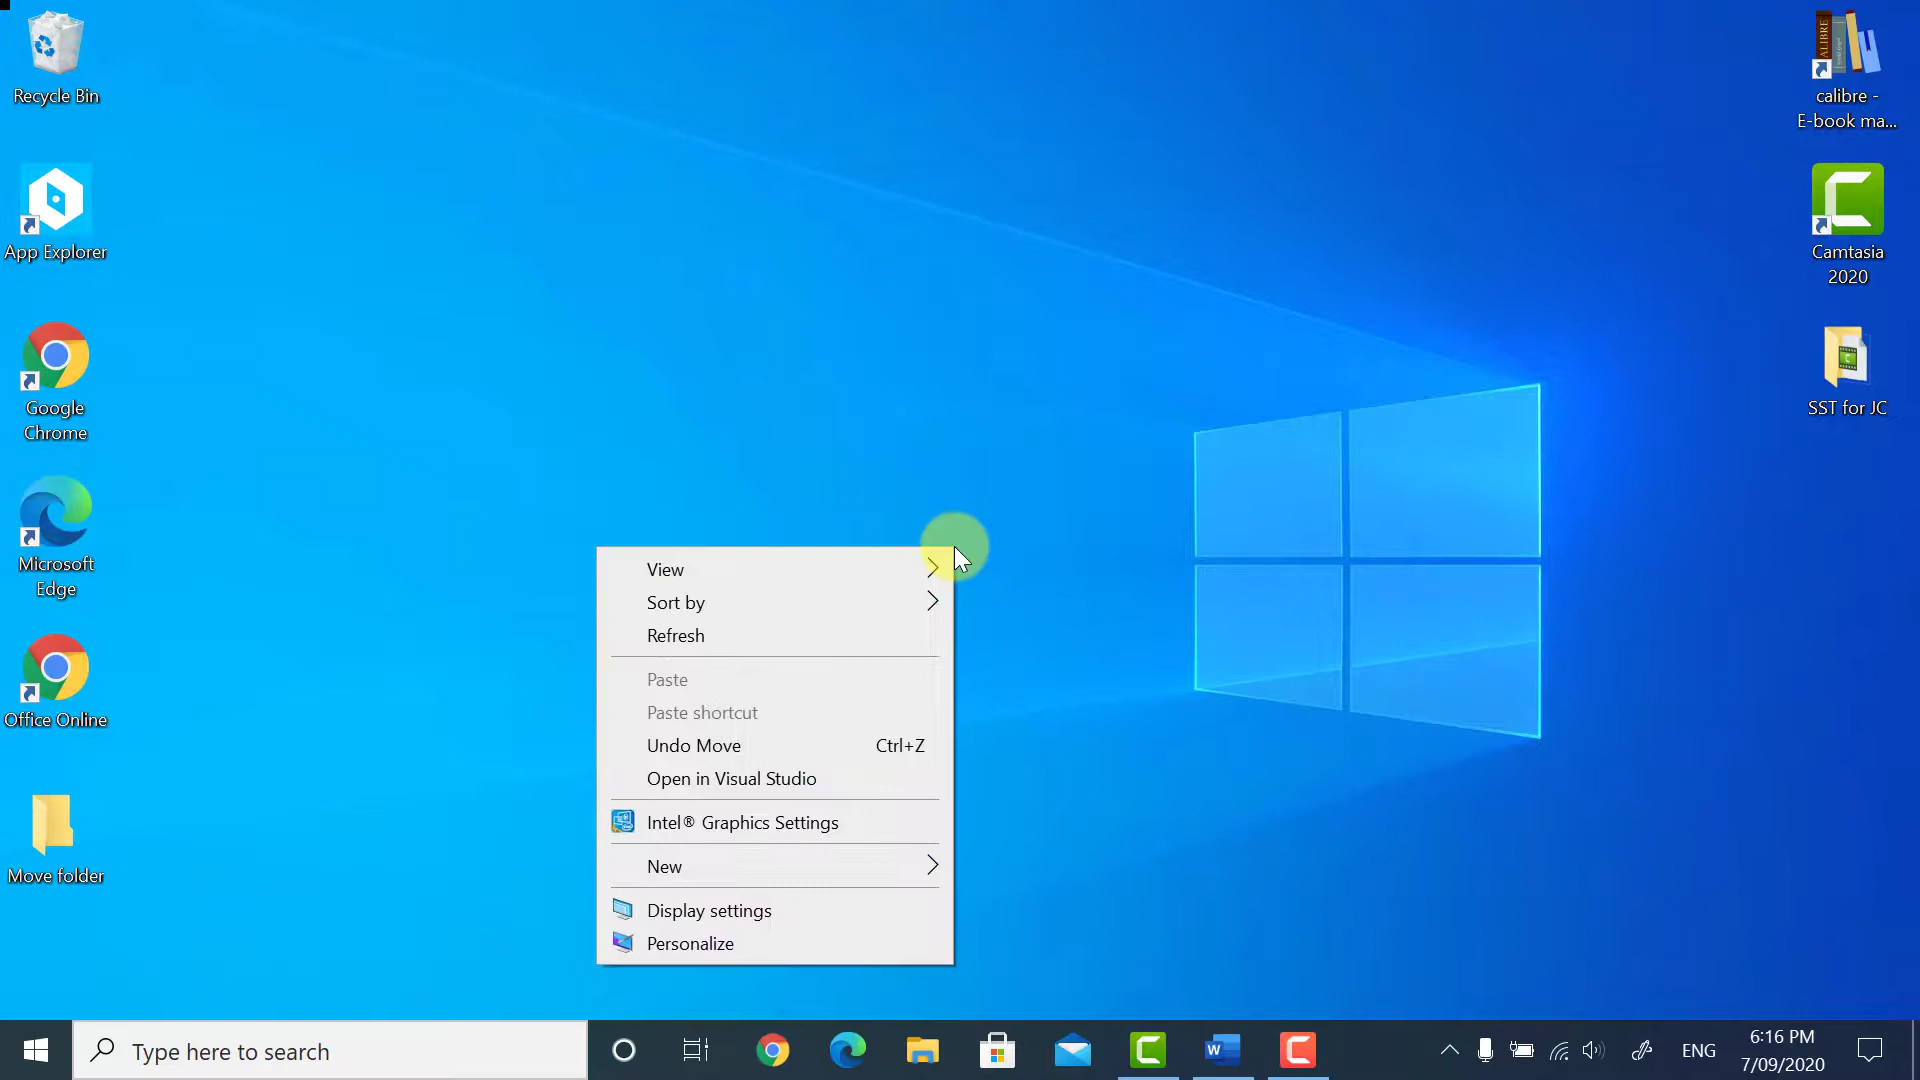 Recycle Bin
App Explorer
Google
Chrome
Microsoft
Edge
Office Online
Move folder
CALIBRE
calibre -
E-book ma...
Camtasia
2020
SST for JC
View
Sort by
Refresh
Paste
Paste shortcut
Undo Move Ctrl+Z
Open in Visual Studio
Intel® Graphics Settings
New
Display settings
Personalize
Type here to search
W
ENG
6:16 PM
7/09/2020